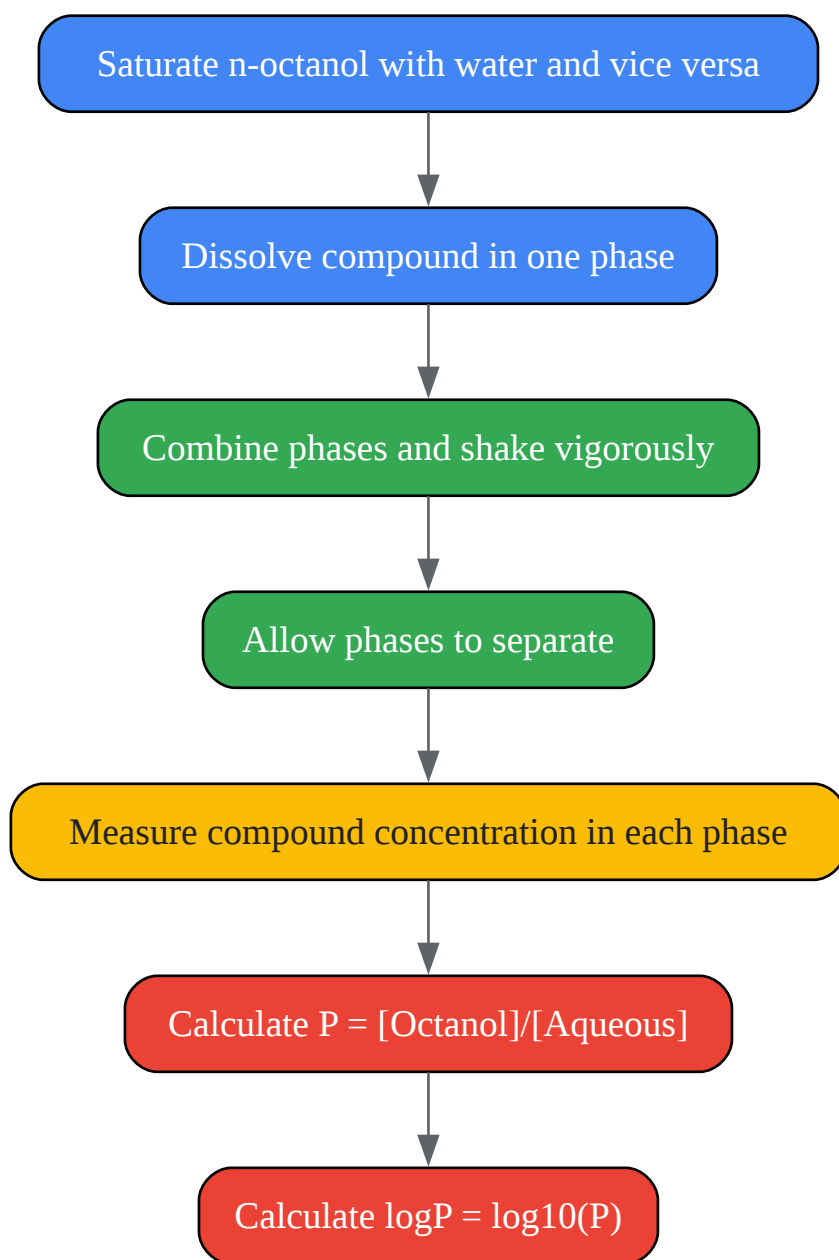 Saturate n-octanol with water and vice versa
Dissolve compound in one phase
Combine phases and shake vigorously
Allow phases to separate
Measure compound concentration in each phase
Calculate P = [Octanol]/[Aqueous]
Calculate logP = log10(P)